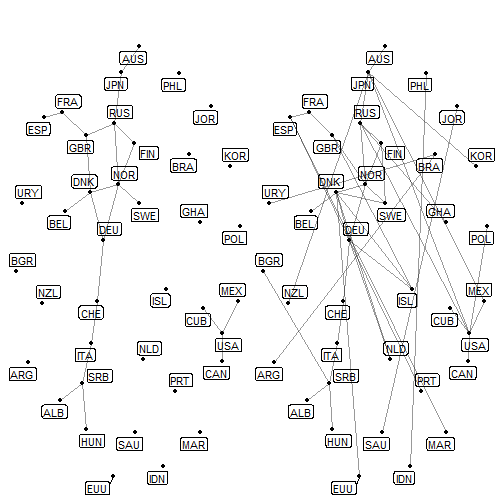 AUS AUS
JPN PHL JPN PHL
FRA FRA
RUS JOR RUS JOR
ESP ESP
GBR FIN KOR GBR FIN KOR
BRA BRA
NOR NOR
DNK DNK
URY URY
BEL SWE GHA BEL SWE GHA
DEU POL DEU POL
BGR BGR
NZL ISL MEX NZL ISL MEX
CHE CUB CHE CUB
USA USA
ITA NLD ITA NLD
ARG SRB PRT CAN ARG SRB PRT CAN
ALB ALB
HUN SAU MAR HUN SAU MAR
IDN IDN
EUU EUU